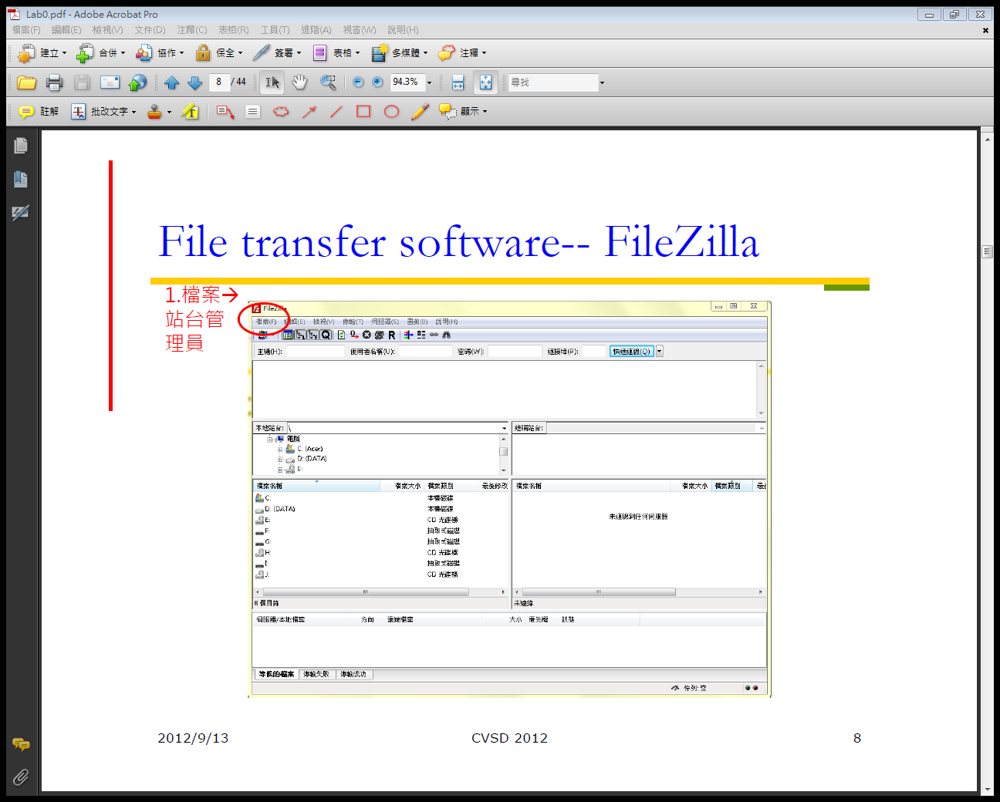 Lab0.pdf - Adobe Acrobat Pro
檔案(F) 編輯(E) 檢視(V) 文件(D) 注釋(C) 表格(R) 工具(T) 進階(A) 視窗(W) 說明(H)
建立 合併 協作 保全 簽署 表格 多媒體 注釋
8 / 44 94.3% 尋找
註解 批改文字 顯示
File transfer software-- FileZilla
1.檔案→
站台管
理員
FileZilla
檔案(F) 編輯(E) 檢視(V) 傳輸(T) 伺服器(S) 書籤(B) 說明(H)
主機(H): 使用者名稱(U): 密碼(W): 連接埠(P): 快速連線(Q)
本地站台: \ 遠端站台:
電腦
C: (Acer)
D: (DATA)
E:
檔案名稱 檔案大小 檔案類別 最後修改 檔案名稱 檔案大小 檔案類別
C: 本機磁碟
D: (DATA) 本機磁碟
E: CD 光碟機
F: 抽取式磁碟
G: 抽取式磁碟
H: CD 光碟機
I: 抽取式磁碟
J: CD 光碟機
未連線到任何伺服器
8 個目錄 未連線
伺服器/本地檔案 方向 遠端檔案 大小 優先權 狀態
等候的檔案 傳輸失敗 傳輸成功
佇列: 空
2012/9/13 CVSD 2012 8